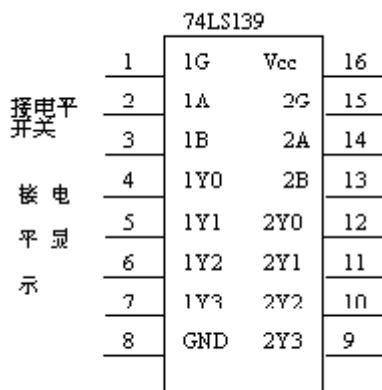 74LS139
1 1G Vcc 16
接电平
开关
2 1A 2G 15
3 1B 2A 14
接 电
平 显
示
4 1Y0 2B 13
5 1Y1 2Y0 12
6 1Y2 2Y1 11
7 1Y3 2Y2 10
8 GND 2Y3 9